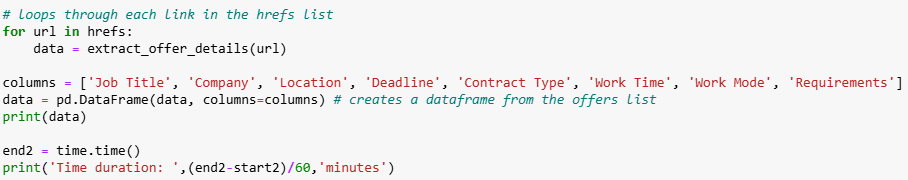 # loops through each link in the hrefs list
for url in hrefs:
    data = extract_offer_details(url)
columns = ['Job Title', 'Company', 'Location', 'Deadline', 'Contract Type', 'Work Time', 'Work Mode', 'Requirements']
data = pd.DataFrame(data, columns=columns) # creates a dataframe from the offers list
print(data)
end2 = time.time()
print('Time duration: ',(end2-start2)/60,'minutes')